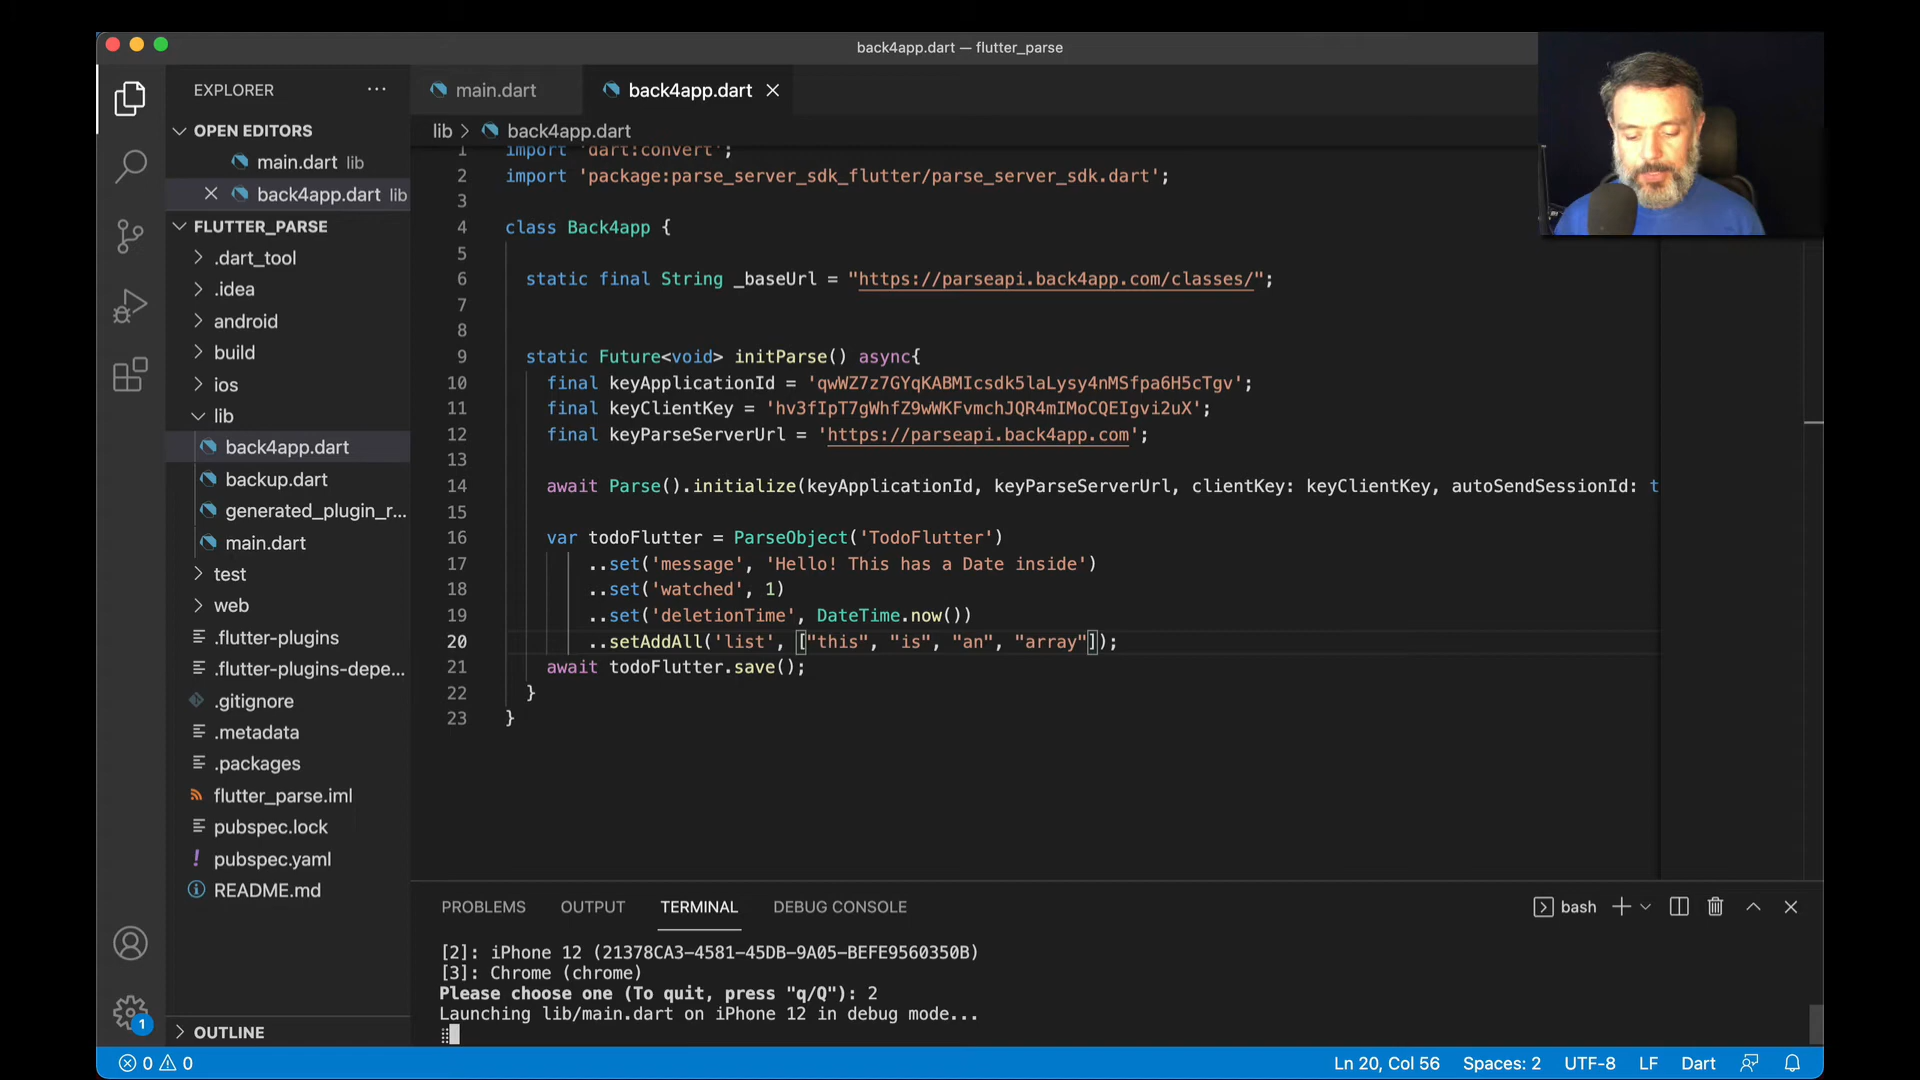 back4app.dart — flutter_parse
EXPLORER
OPEN EDITORS
main.dart lib
back4app.dart lib
FLUTTER_PARSE
.dart_tool
.idea
android
build
ios
lib
back4app.dart
backup.dart
generated_plugin_r...
main.dart
test
web
.flutter-plugins
.flutter-plugins-depe...
.gitignore
.metadata
.packages
flutter_parse.iml
pubspec.lock
pubspec.yaml
README.md
OUTLINE
main.dart
back4app.dart
lib > back4app.dart
1 import 'dart:convert';
2 import 'package:parse_server_sdk_flutter/parse_server_sdk.dart';
3
4 class Back4app {
5
6 static final String _baseUrl = "https://parseapi.back4app.com/classes/";
7
8
9 static Future<void> initParse() async{
10 final keyApplicationId = 'qwWZ7z7GYqKABMIcsdk5laLysy4nMSfpa6H5cTgv';
11 final keyClientKey = 'hv3fIpT7gWhfZ9wWKFvmchJQR4mIMoCQEIgvi2uX';
12 final keyParseServerUrl = 'https://parseapi.back4app.com';
13
14 await Parse().initialize(keyApplicationId, keyParseServerUrl, clientKey: keyClientKey, autoSendSessionId: t
15
16 var todoFlutter = ParseObject('TodoFlutter')
17 ..set('message', 'Hello! This has a Date inside')
18 ..set('watched', 1)
19 ..set('deletionTime', DateTime.now())
20 ..setAddAll('list', ["this", "is", "an", "array"]);
21 await todoFlutter.save();
22 }
23 }
PROBLEMS OUTPUT TERMINAL DEBUG CONSOLE
bash
[2]: iPhone 12 (21378CA3-4581-45DB-9A05-BEFE9560350B)
[3]: Chrome (chrome)
Please choose one (To quit, press "q/Q"): 2
Launching lib/main.dart on iPhone 12 in debug mode...
1
0 0
Ln 20, Col 56 Spaces: 2 UTF-8 LF Dart